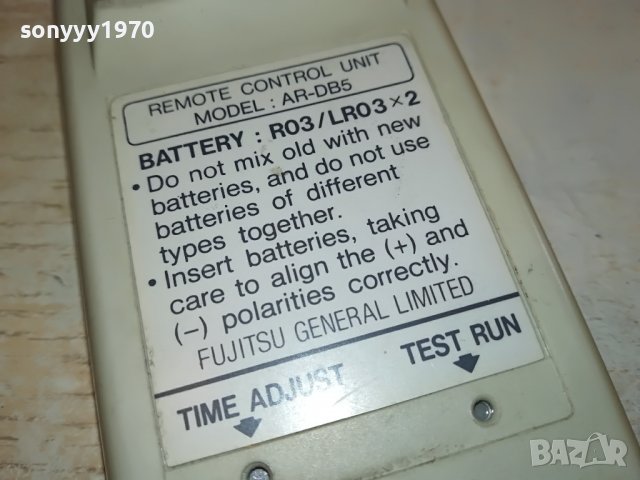 sonyyy1970
REMOTE CONTROL UNIT
MODEL : AR-DB5
BATTERY : R03/LR03×2
• Do not mix old with new
batteries, and do not use
batteries of different
types together.
• Insert batteries, taking
care to align the (+) and
(−) polarities correctly.
FUJITSU GENERAL LIMITED
TIME ADJUST
TEST RUN
BAZAR